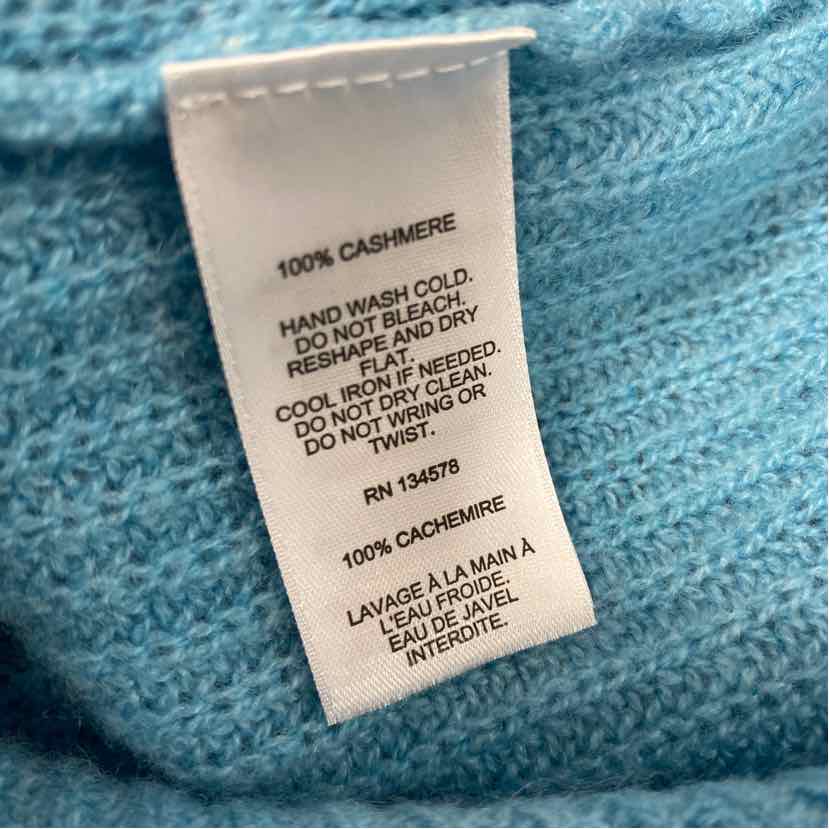 100% CASHMERE
HAND WASH COLD.
DO NOT BLEACH.
RESHAPE AND DRY
FLAT.
COOL IRON IF NEEDED.
DO NOT DRY CLEAN.
DO NOT WRING OR
TWIST.
RN 134578
100% CACHEMIRE
LAVAGE À LA MAIN À
L'EAU FROIDE.
EAU DE JAVEL
INTERDITE.